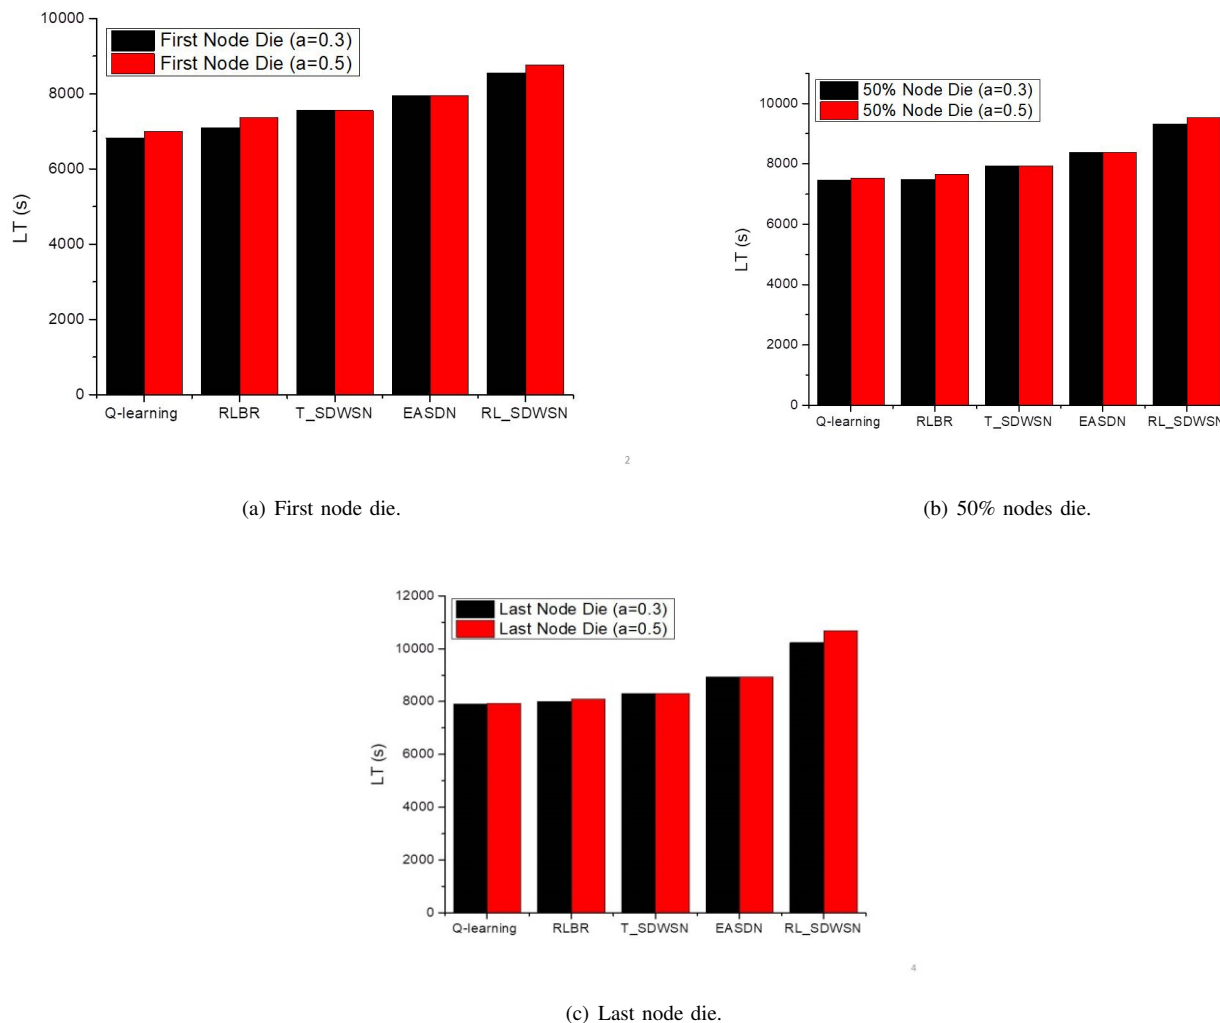 10000
8000
6000
4000
2000
0
LT (s)
First Node Die (a=0.3)
First Node Die (a=0.5)
Q-learning RLBR T_SDWSN EASDN RL_SDWSN
2
(a) First node die.
10000
8000
6000
4000
2000
0
LT (s)
50% Node Die (a=0.3)
50% Node Die (a=0.5)
Q-learning RLBR T_SDWSN EASDN RL_SDWSN
(b) 50% nodes die.
12000
10000
8000
6000
4000
2000
0
LT (s)
Last Node Die (a=0.3)
Last Node Die (a=0.5)
Q-learning RLBR T_SDWSN EASDN RL_SDWSN
4
(c) Last node die.